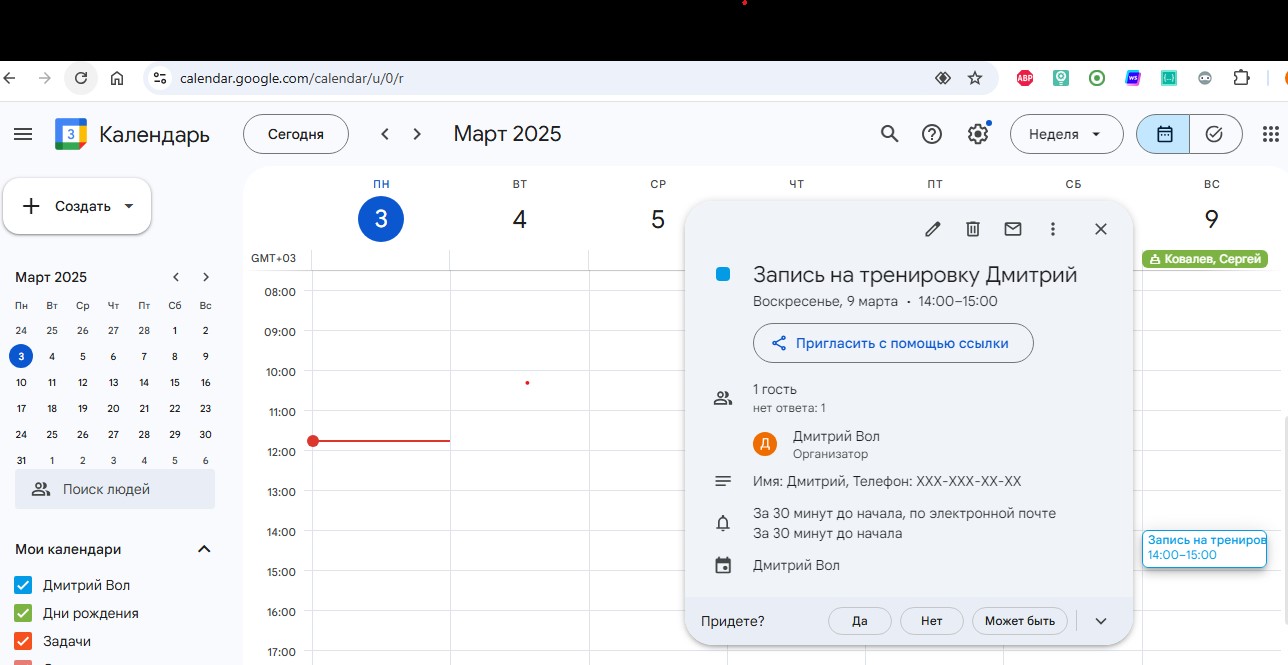 calendar.google.com/calendar/u/0/r
ABP
WS
3 Календарь
Сегодня
Март 2025
Неделя
Создать
ПН ВТ СР ЧТ ПТ СБ ВС
3 4 5 9
GMT+03
Ковалев, Сергей
Март 2025
Пн Вт Ср Чт Пт Сб Вс
24 25 26 27 28 1 2
3 4 5 6 7 8 9
10 11 12 13 14 15 16
17 18 19 20 21 22 23
24 25 26 27 28 29 30
31 1 2 3 4 5 6
Поиск людей
Мои календари
Дмитрий Вол
Дни рождения
Задачи
08:00
09:00
10:00
11:00
12:00
13:00
14:00
15:00
16:00
17:00
Запись на тренировку Дмитрий
Воскресенье, 9 марта · 14:00–15:00
Пригласить с помощью ссылки
1 гость
нет ответа: 1
Д
Дмитрий Вол
Организатор
Имя: Дмитрий, Телефон: XXX-XXX-XX-XX
За 30 минут до начала, по электронной почте
За 30 минут до начала
Дмитрий Вол
Придете?
Да
Нет
Может быть
Запись на трениров
14:00–15:00